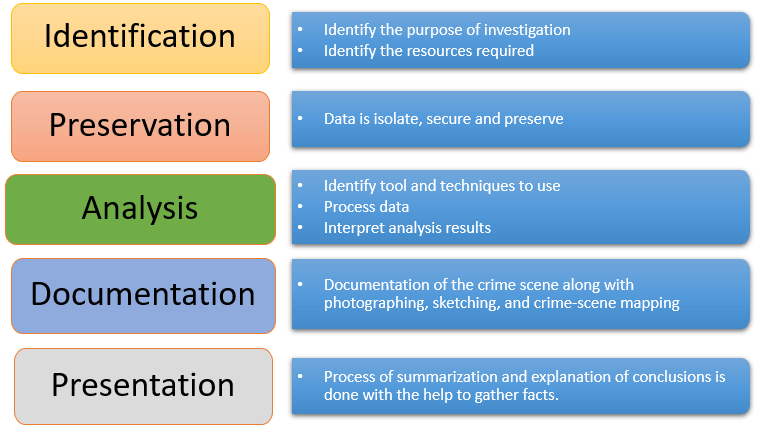 Identification
• Identify the purpose of investigation
• Identify the resources required
Preservation
• Data is isolate, secure and preserve
Analysis
• Identify tool and techniques to use
• Process data
• Interpret analysis results
Documentation
• Documentation of the crime scene along with
photographing, sketching, and crime-scene mapping
Presentation
• Process of summarization and explanation of conclusions is
done with the help to gather facts.